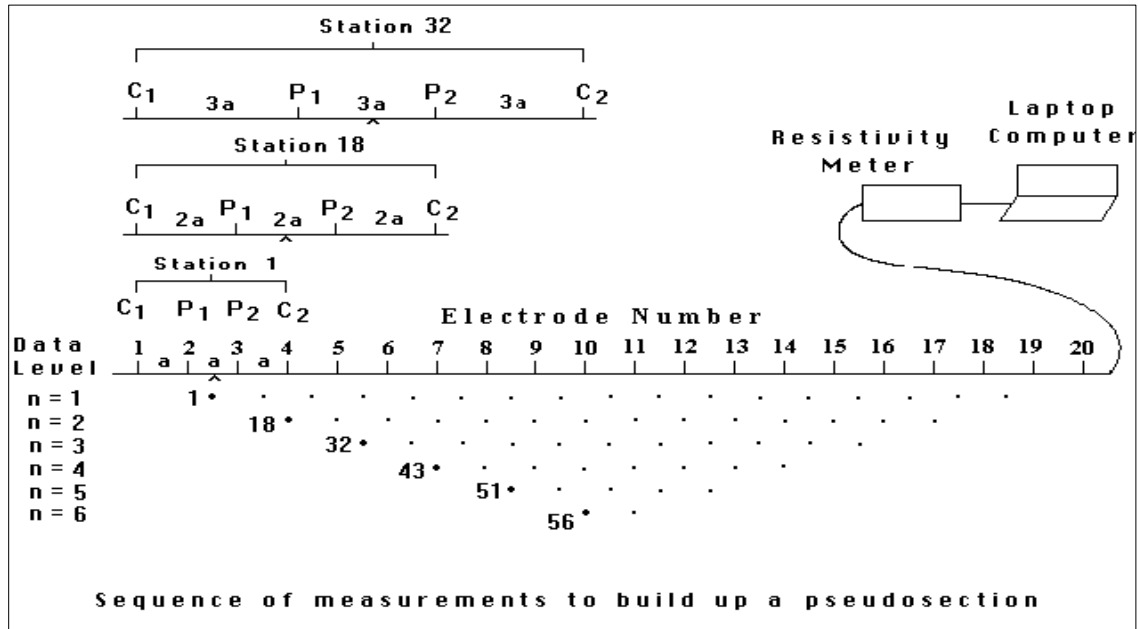 Station 32
C1 3a P1 3a P2 3a C2
Station 18
C1 2a P1 2a P2 2a C2
Station 1
C1 P1 P2 C2
Resistivity Meter
Laptop Computer
Electrode Number
Data Level
1 2 3 4 5 6 7 8 9 10 11 12 13 14 15 16 17 18 19 20
a a a
n = 1 1
n = 2 18
n = 3 32
n = 4 43
n = 5 51
n = 6 56
Sequence of measurements to build up a pseudosection